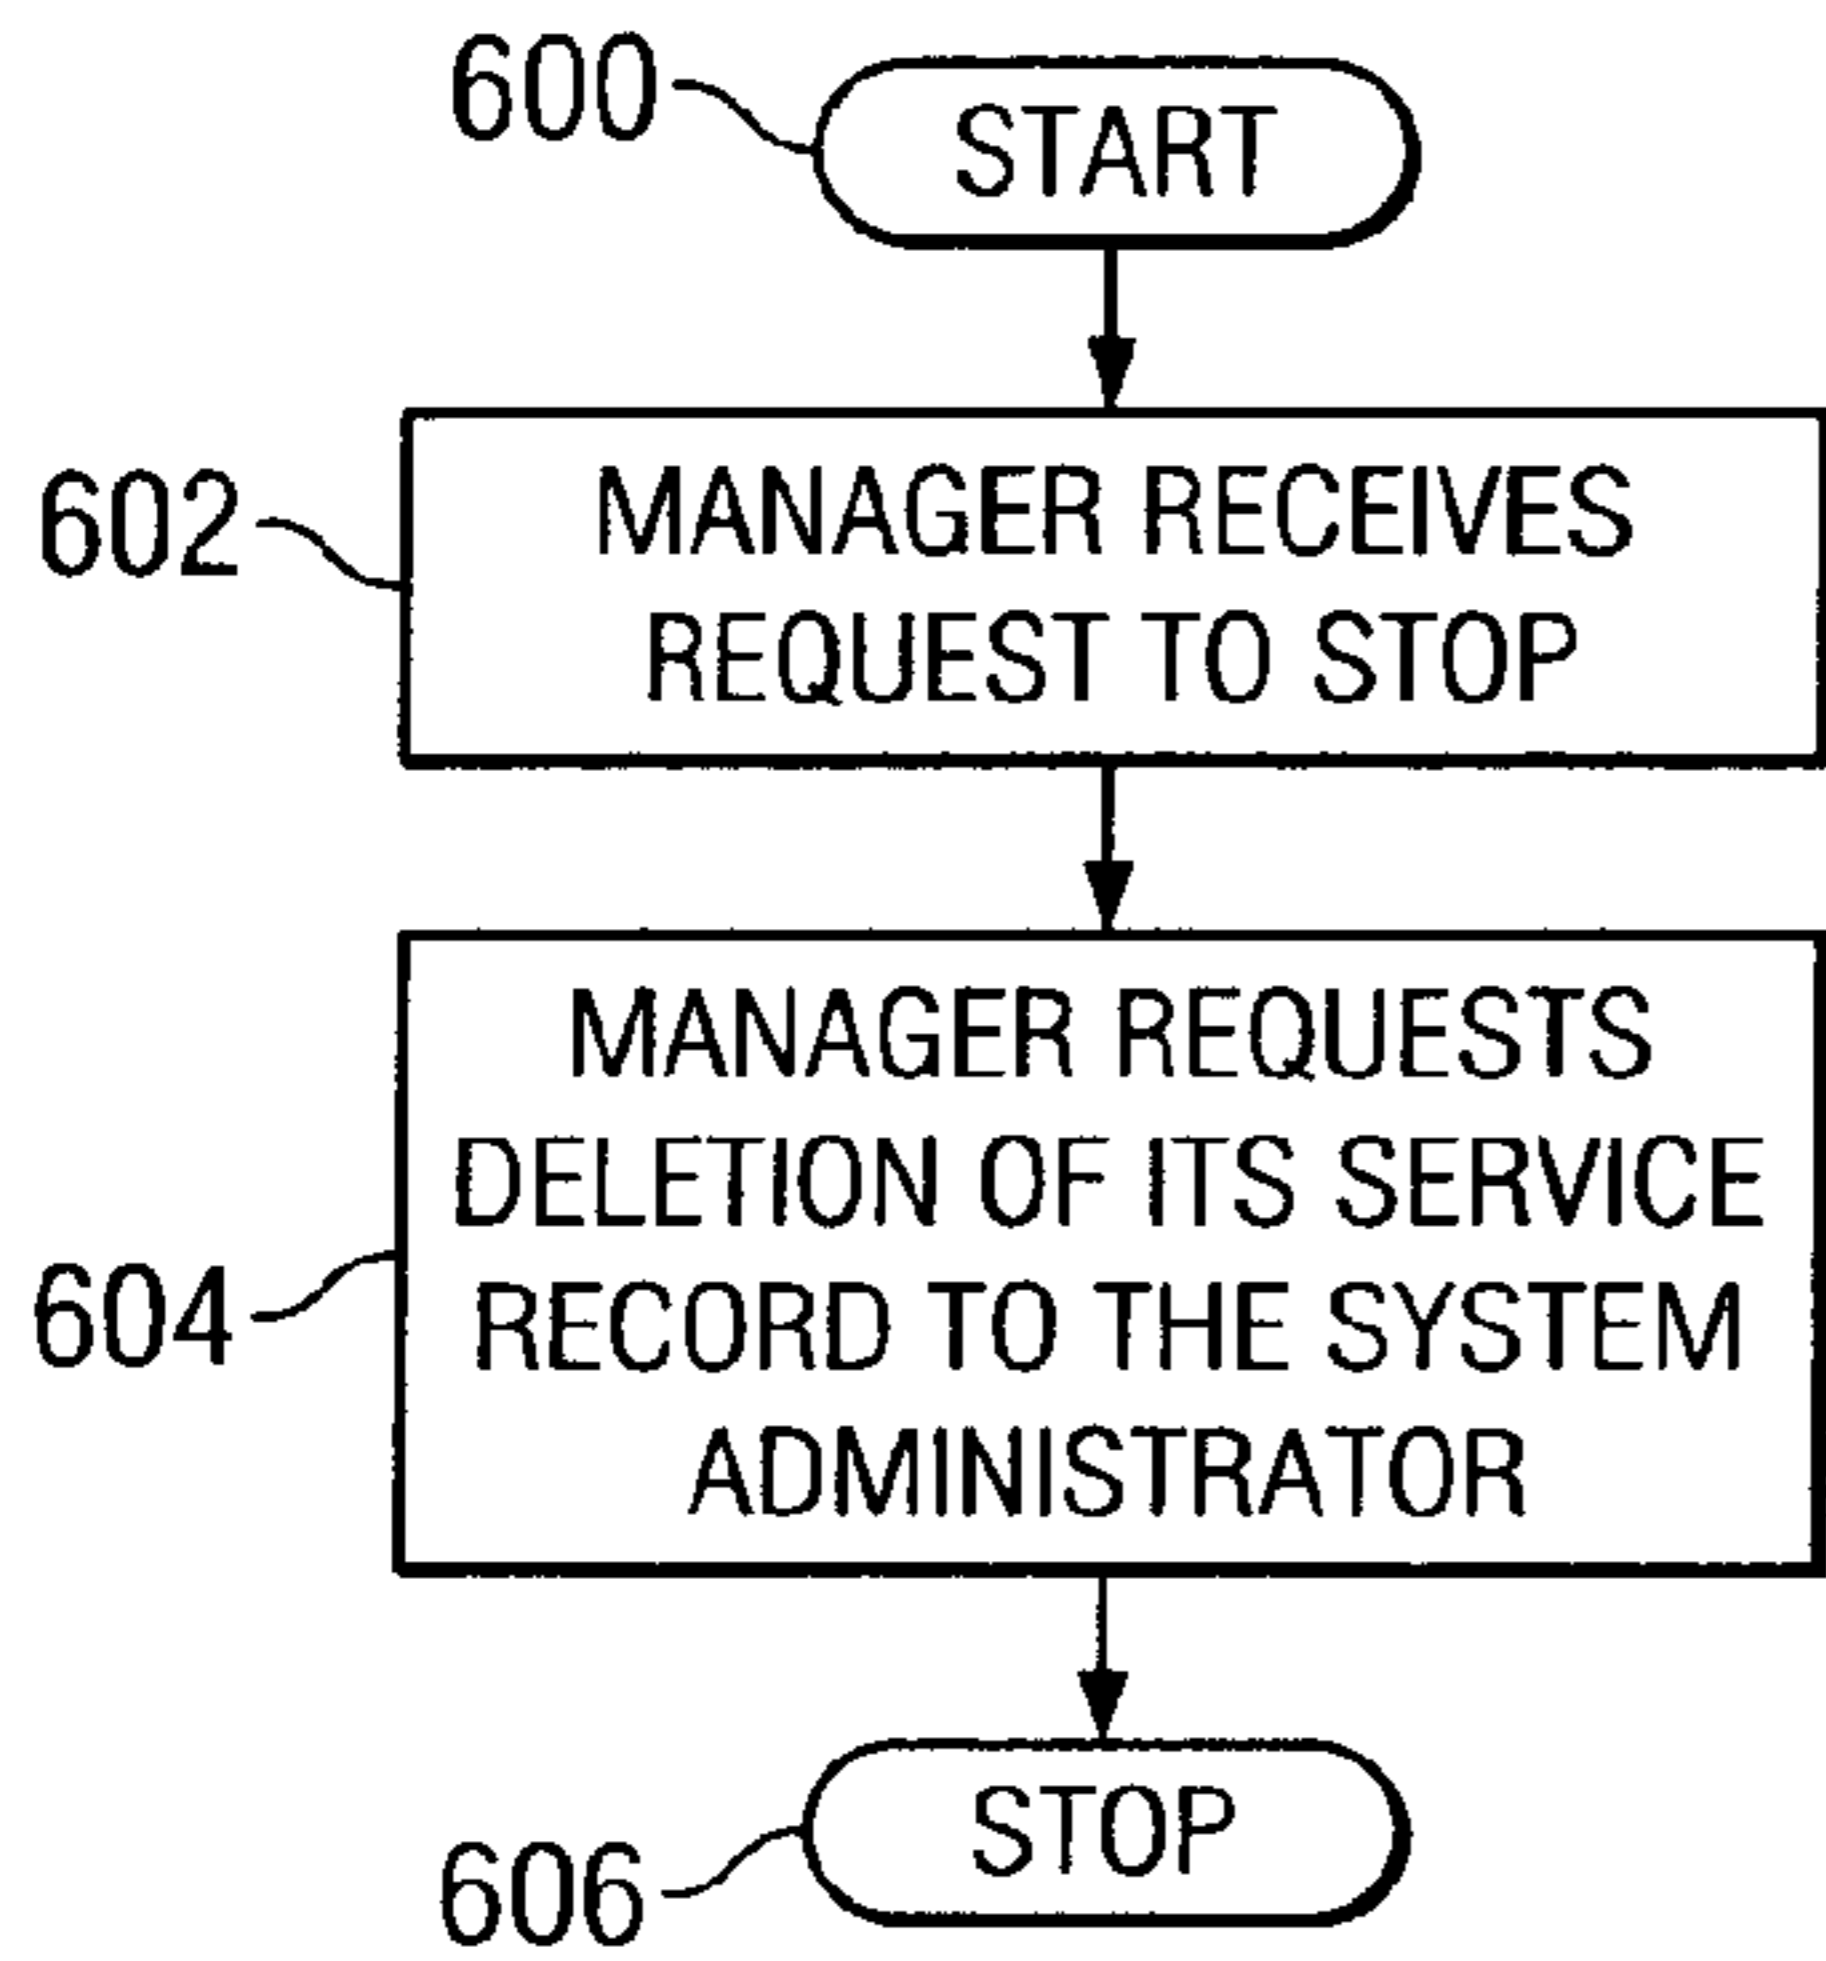 600
START
602
MANAGER RECEIVES
REQUEST TO STOP
604
MANAGER REQUESTS
DELETION OF ITS SERVICE
RECORD TO THE SYSTEM
ADMINISTRATOR
606
STOP